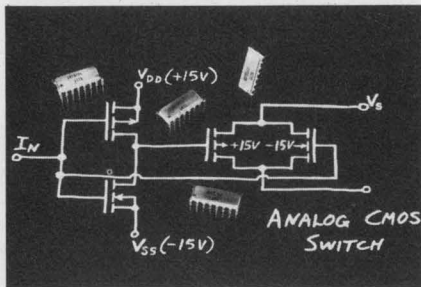 VDD(+15V)
VS
IN
+15V -15V
VSS(-15V)
ANALOG CMOS
SWITCH